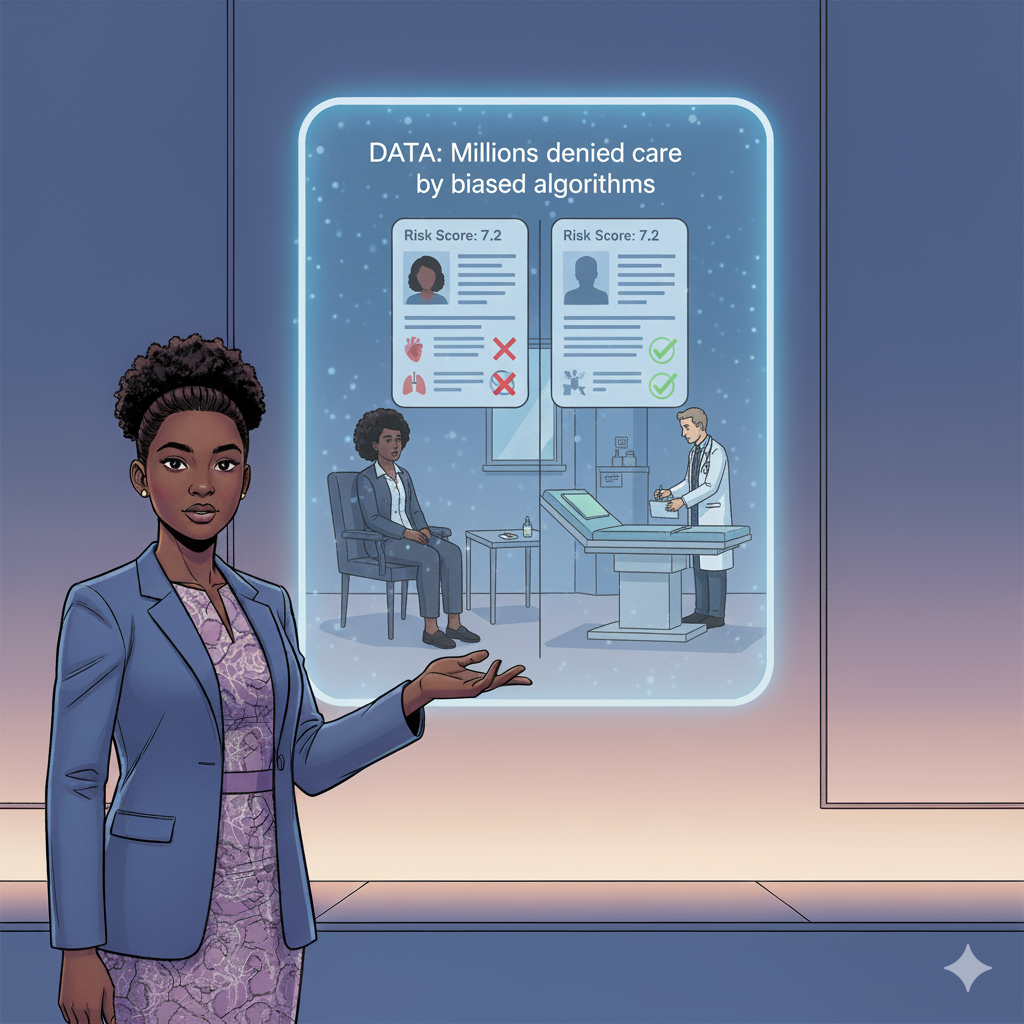 DATA: Millions denied care
by biased algorithms
Risk Score: 7.2
Risk Score: 7.2